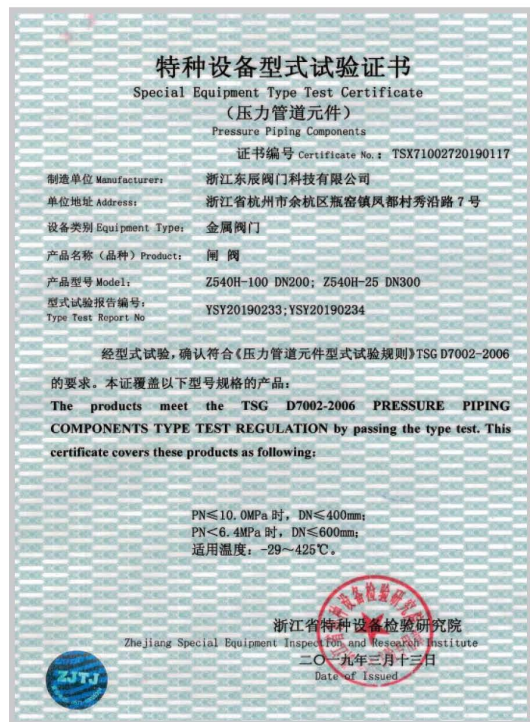 特种设备型式试验证书
Special Equipment Type Test Certificate
（压力管道元件）
Pressure Piping Components
证书编号 Certificate No.: TSX71002720190117
制造单位 Manufacturer: 浙江东辰阀门科技有限公司
单位地址 Address: 浙江省杭州市余杭区瓶窑镇凤都村秀沿路 7 号
设备类别 Equipment Type: 金属阀门
产品名称（品种）Product: 闸 阀
产品型号 Model: Z540H-100 DN200; Z540H-25 DN300
型式试验报告编号:
Type Test Report No YSY20190233;YSY20190234
经型式试验,确认符合《压力管道元件型式试验规则》TSG D7002-2006
的要求。本证覆盖以下型号规格的产品:
The products meet the TSG D7002-2006 PRESSURE PIPING
COMPONENTS TYPE TEST REGULATION by passing the type test. This
certificate covers these products as following:
PN≤10.0MPa 时, DN≤400mm;
PN<6.4MPa 时, DN≤600mm;
适用温度: -29～425℃。
浙江省特种设备检验研究院
Zhejiang Special Equipment Inspection and Research Institute
二〇一九年三月十三日
Date of Issued
ZJTJ